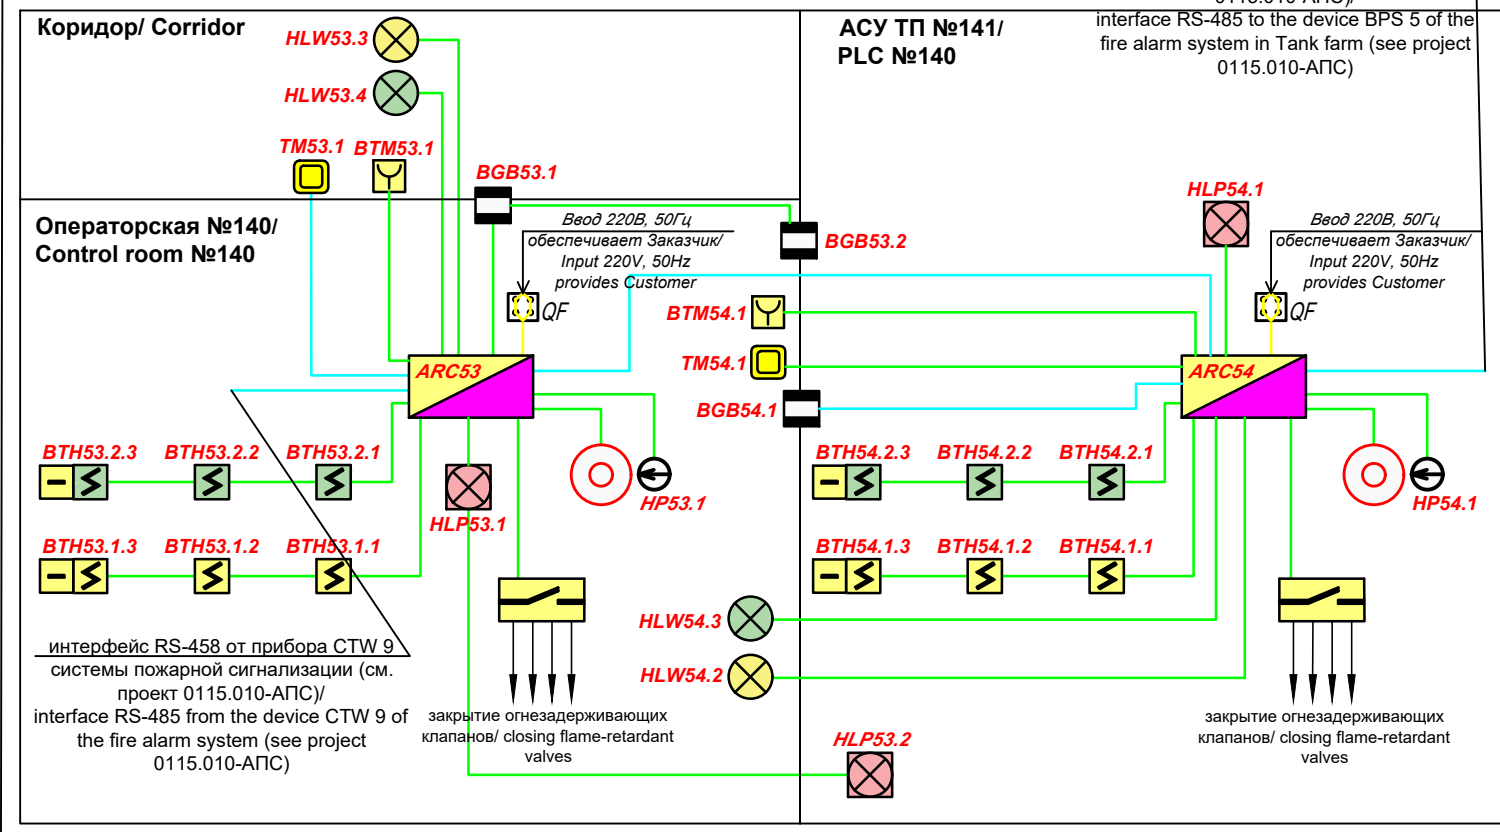 Коридор/ Corridor
HLW53.3
HLW53.4
TM53.1
BTM53.1
BGB53.1
АСУ ТП №141/
PLC №140
0115.010-АПС)/
interface RS-485 to the device BPS 5 of the
fire alarm system in Tank farm (see project
0115.010-АПС)
Операторская №140/
Control room №140
Ввод 220В, 50Гц
обеспечивает Заказчик/
Input 220V, 50Hz
provides Customer
QF
BGB53.2
HLP54.1
Ввод 220В, 50Гц
обеспечивает Заказчик/
Input 220V, 50Hz
provides Customer
QF
BTM54.1
TM54.1
BGB54.1
ARC53
ARC54
BTH53.2.3
BTH53.2.2
BTH53.2.1
HLP53.1
HP53.1
BTH54.2.3
BTH54.2.2
BTH54.2.1
HP54.1
BTH53.1.3
BTH53.1.2
BTH53.1.1
BTH54.1.3
BTH54.1.2
BTH54.1.1
HLW54.3
HLW54.2
интерфейс RS-458 от прибора CTW 9
системы пожарной сигнализации (см.
проект 0115.010-АПС)/
interface RS-485 from the device CTW 9 of
the fire alarm system (see project
0115.010-АПС)
закрытие огнезадерживающих
клапанов/ closing flame-retardant
valves
HLP53.2
закрытие огнезадерживающих
клапанов/ closing flame-retardant
valves